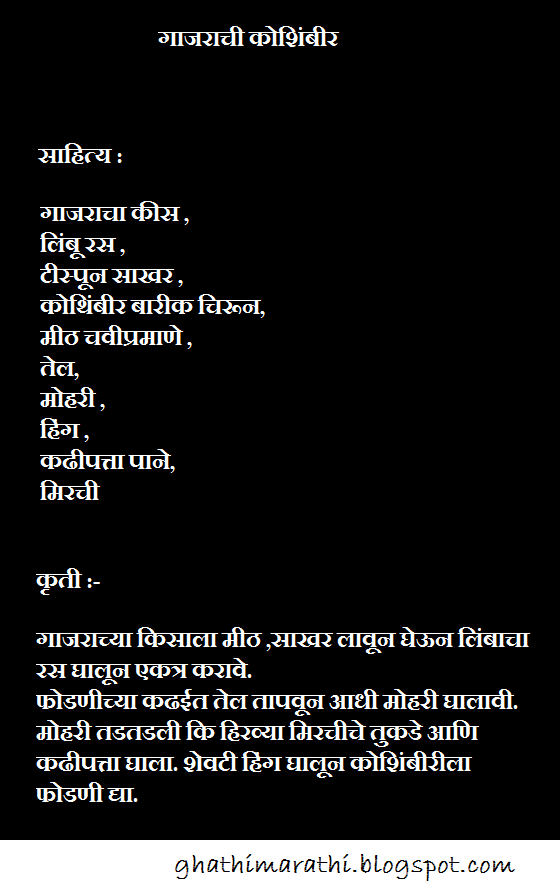 गाजराची कोशिंबीर
साहित्य :
गाजराचा कीस ,
लिंबू रस ,
टीस्पून साखर ,
कोथिंबीर बारीक चिरून,
मीठ चवीप्रमाणे ,
तेल,
मोहरी ,
हिंग ,
कढीपत्ता पाने,
मिरची
कृती :-
गाजराच्या किसाला मीठ ,साखर लावून घेऊन लिंबाचा
रस घालून एकत्र करावे.
फोडणीच्या कढईत तेल तापवून आधी मोहरी घालावी.
मोहरी तडतडली कि हिरव्या मिरचीचे तुकडे आणि
कढीपत्ता घाला. शेवटी हिंग घालून कोशिंबीरीला
फोडणी द्या.
ghathimarathi.blogspot.com